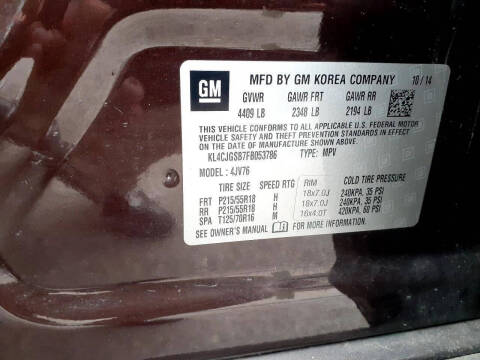 GM MFD BY GM KOREA COMPANY 10/14
GVWR GAWR FRT GAWR RR
4409 LB 2348 LB 2194 LB
THIS VEHICLE CONFORMS TO ALL APPLICABLE U.S. FEDERAL MOTOR
VEHICLE SAFETY AND THEFT PREVENTION STANDARDS IN EFFECT
ON THE DATE OF MANUFACTURE SHOWN ABOVE.
KL4CJGSB7FB053786 TYPE: MPV
MODEL: 4JV76
TIRE SIZE SPEED RTG RIM COLD TIRE PRESSURE
FRT P215/55R18 H 18x7.0J 240KPA, 35 PSI
RR P215/55R18 H 18x7.0J 240KPA, 35 PSI
SPA T125/70R16 M 16x4.0T 420KPA, 60 PSI
SEE OWNER'S MANUAL FOR MORE INFORMATION.